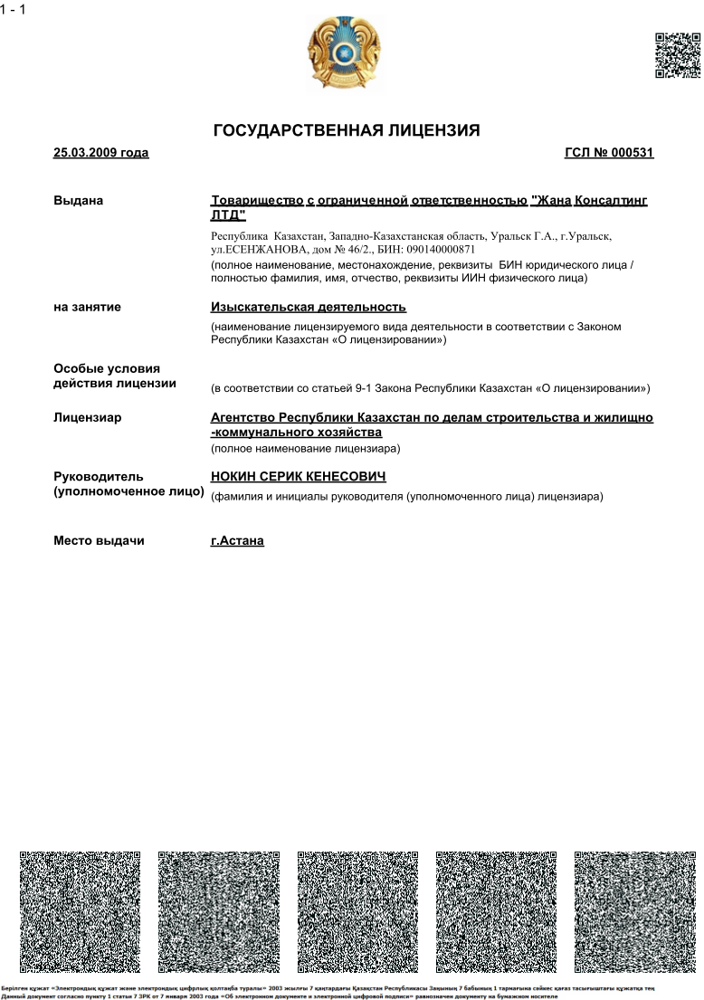 1 - 1
ГОСУДАРСТВЕННАЯ ЛИЦЕНЗИЯ
25.03.2009 года
ГСЛ № 000531
Выдана
Товарищество с ограниченной ответственностью "Жана Консалтинг
ЛТД"
Республика Казахстан, Западно-Казахстанская область, Уральск Г.А., г.Уральск,
ул.ЕСЕНЖАНОВА, дом № 46/2., БИН: 090140000871
(полное наименование, местонахождение, реквизиты БИН юридического лица /
полностью фамилия, имя, отчество, реквизиты ИИН физического лица)
на занятие
Изыскательская деятельность
(наименование лицензируемого вида деятельности в соответствии с Законом
Республики Казахстан «О лицензировании»)
Особые условия
действия лицензии
(в соответствии со статьей 9-1 Закона Республики Казахстан «О лицензировании»)
Лицензиар
Агентство Республики Казахстан по делам строительства и жилищно
-коммунального хозяйства
(полное наименование лицензиара)
Руководитель
(уполномоченное лицо)
НОКИН СЕРИК КЕНЕСОВИЧ
(фамилия и инициалы руководителя (уполномоченного лица) лицензиара)
Место выдачи
г.Астана
Берілген құжат «Электрондық құжат және электрондық цифрлық қолтаңба туралы» 2003 жылғы 7 қаңтардағы Қазақстан Республикасы Заңының 7 бабының 1 тармағына сәйкес қағаз тасығыштағы құжатқа тең
Данный документ согласно пункту 1 статьи 7 ЗРК от 7 января 2003 года «Об электронном документе и электронной цифровой подписи» равнозначен документу на бумажном носителе